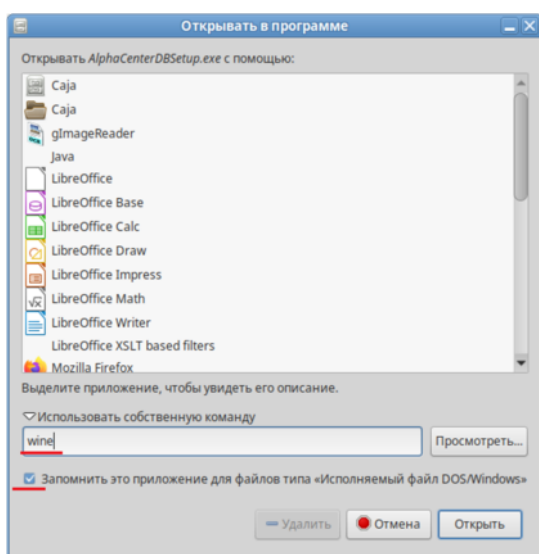 Открывать в программе
Открывать AlphaCenterDBSetup.exe с помощью:
Caja
Caja
gImageReader
Java
LibreOffice
LibreOffice Base
LibreOffice Calc
LibreOffice Draw
LibreOffice Impress
LibreOffice Math
LibreOffice Writer
LibreOffice XSLT based filters
Mozilla Firefox
Выделите приложение, чтобы увидеть его описание.
Использовать собственную команду
wine Просмотреть...
Запомнить это приложение для файлов типа «Исполняемый файл DOS/Windows»
Удалить Отмена Открыть